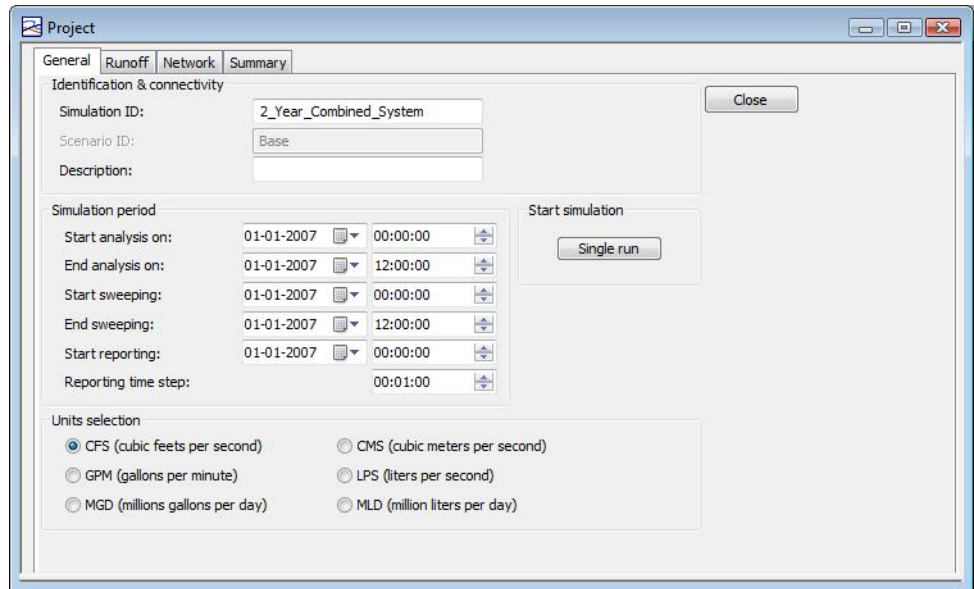 Project
General Runoff Network Summary
Identification & connectivity
Close
Simulation ID: 2_Year_Combined_System
Scenario ID: Base
Description:
Simulation period
Start analysis on: 01-01-2007 00:00:00
End analysis on: 01-01-2007 12:00:00
Start sweeping: 01-01-2007 00:00:00
End sweeping: 01-01-2007 12:00:00
Start reporting: 01-01-2007 00:00:00
Reporting time step: 00:01:00
Start simulation
Single run
Units selection
CFS (cubic feets per second) CMS (cubic meters per second)
GPM (gallons per minute) LPS (liters per second)
MGD (millions gallons per day) MLD (million liters per day)